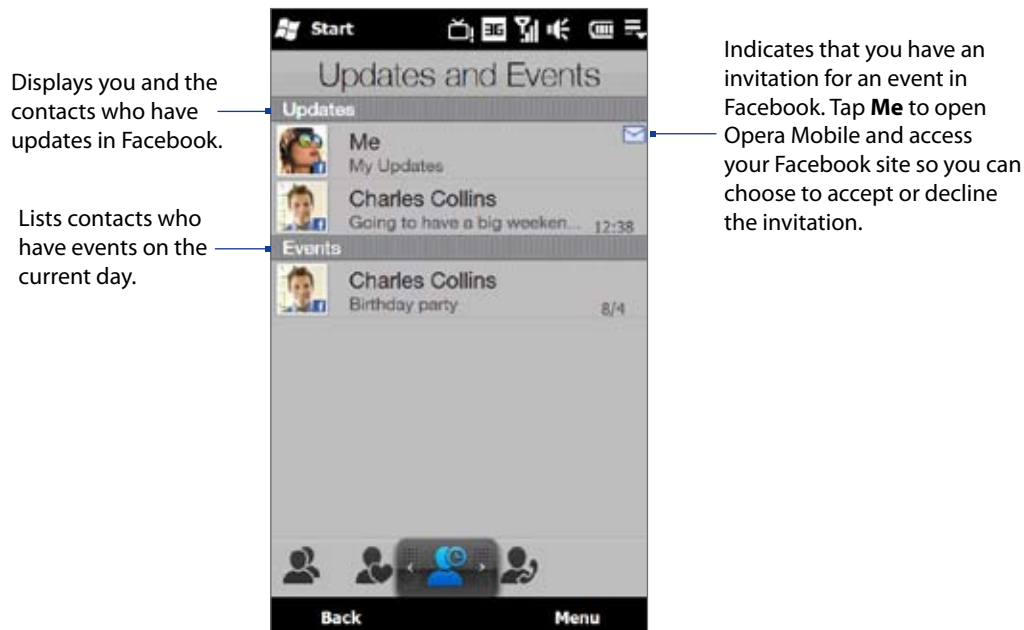 Displays you and the
contacts who have
updates in Facebook.
Lists contacts who
have events on the
current day.
Start
3G
Updates and Events
Updates
Me
My Updates
Charles Collins
Going to have a big weeken... 12:38
Events
Charles Collins
Birthday party 8/4
Back Menu
Indicates that you have an
invitation for an event in
Facebook. Tap Me to open
Opera Mobile and access
your Facebook site so you can
choose to accept or decline
the invitation.